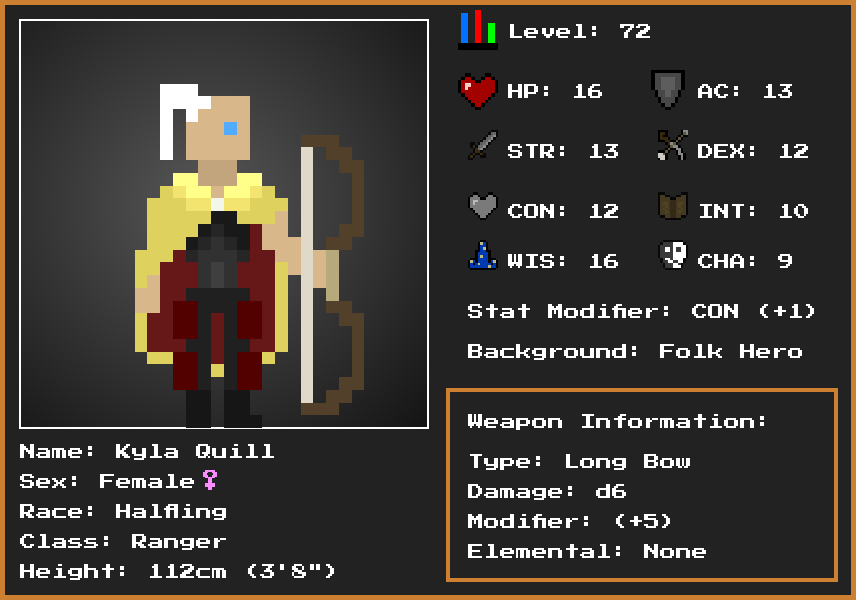 Level: 72
HP: 16
AC: 13
STR: 13
DEX: 12
CON: 12
INT: 10
WIS: 16
CHA: 9
Stat Modifier: CON (+1)
Background: Folk Hero
Weapon Information:
Type: Long Bow
Damage: d6
Modifier: (+5)
Elemental: None
Name: Kyla Quill
Sex: Female♀
Race: Halfling
Class: Ranger
Height: 112cm (3'8")